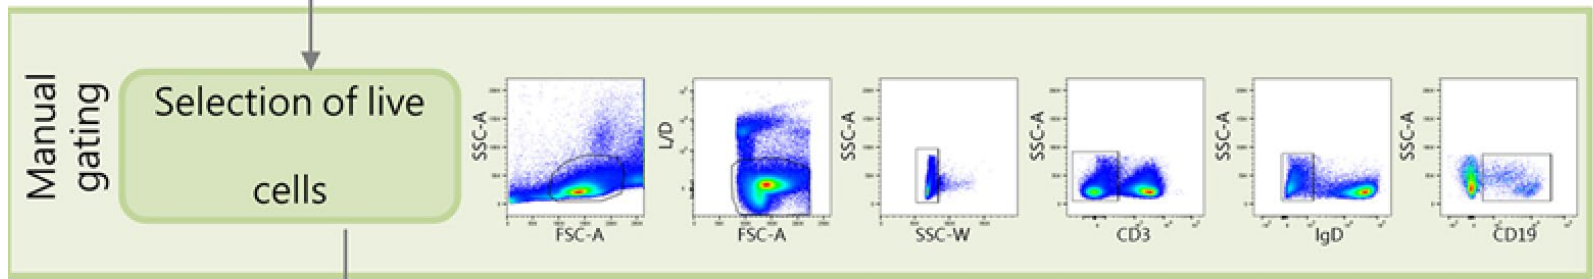 Manual
gating
Selection of live
cells
SSC-A
FSC-A
L/D
FSC-A
SSC-A
SSC-W
SSC-A
CD3
SSC-A
IgD
SSC-A
CD19